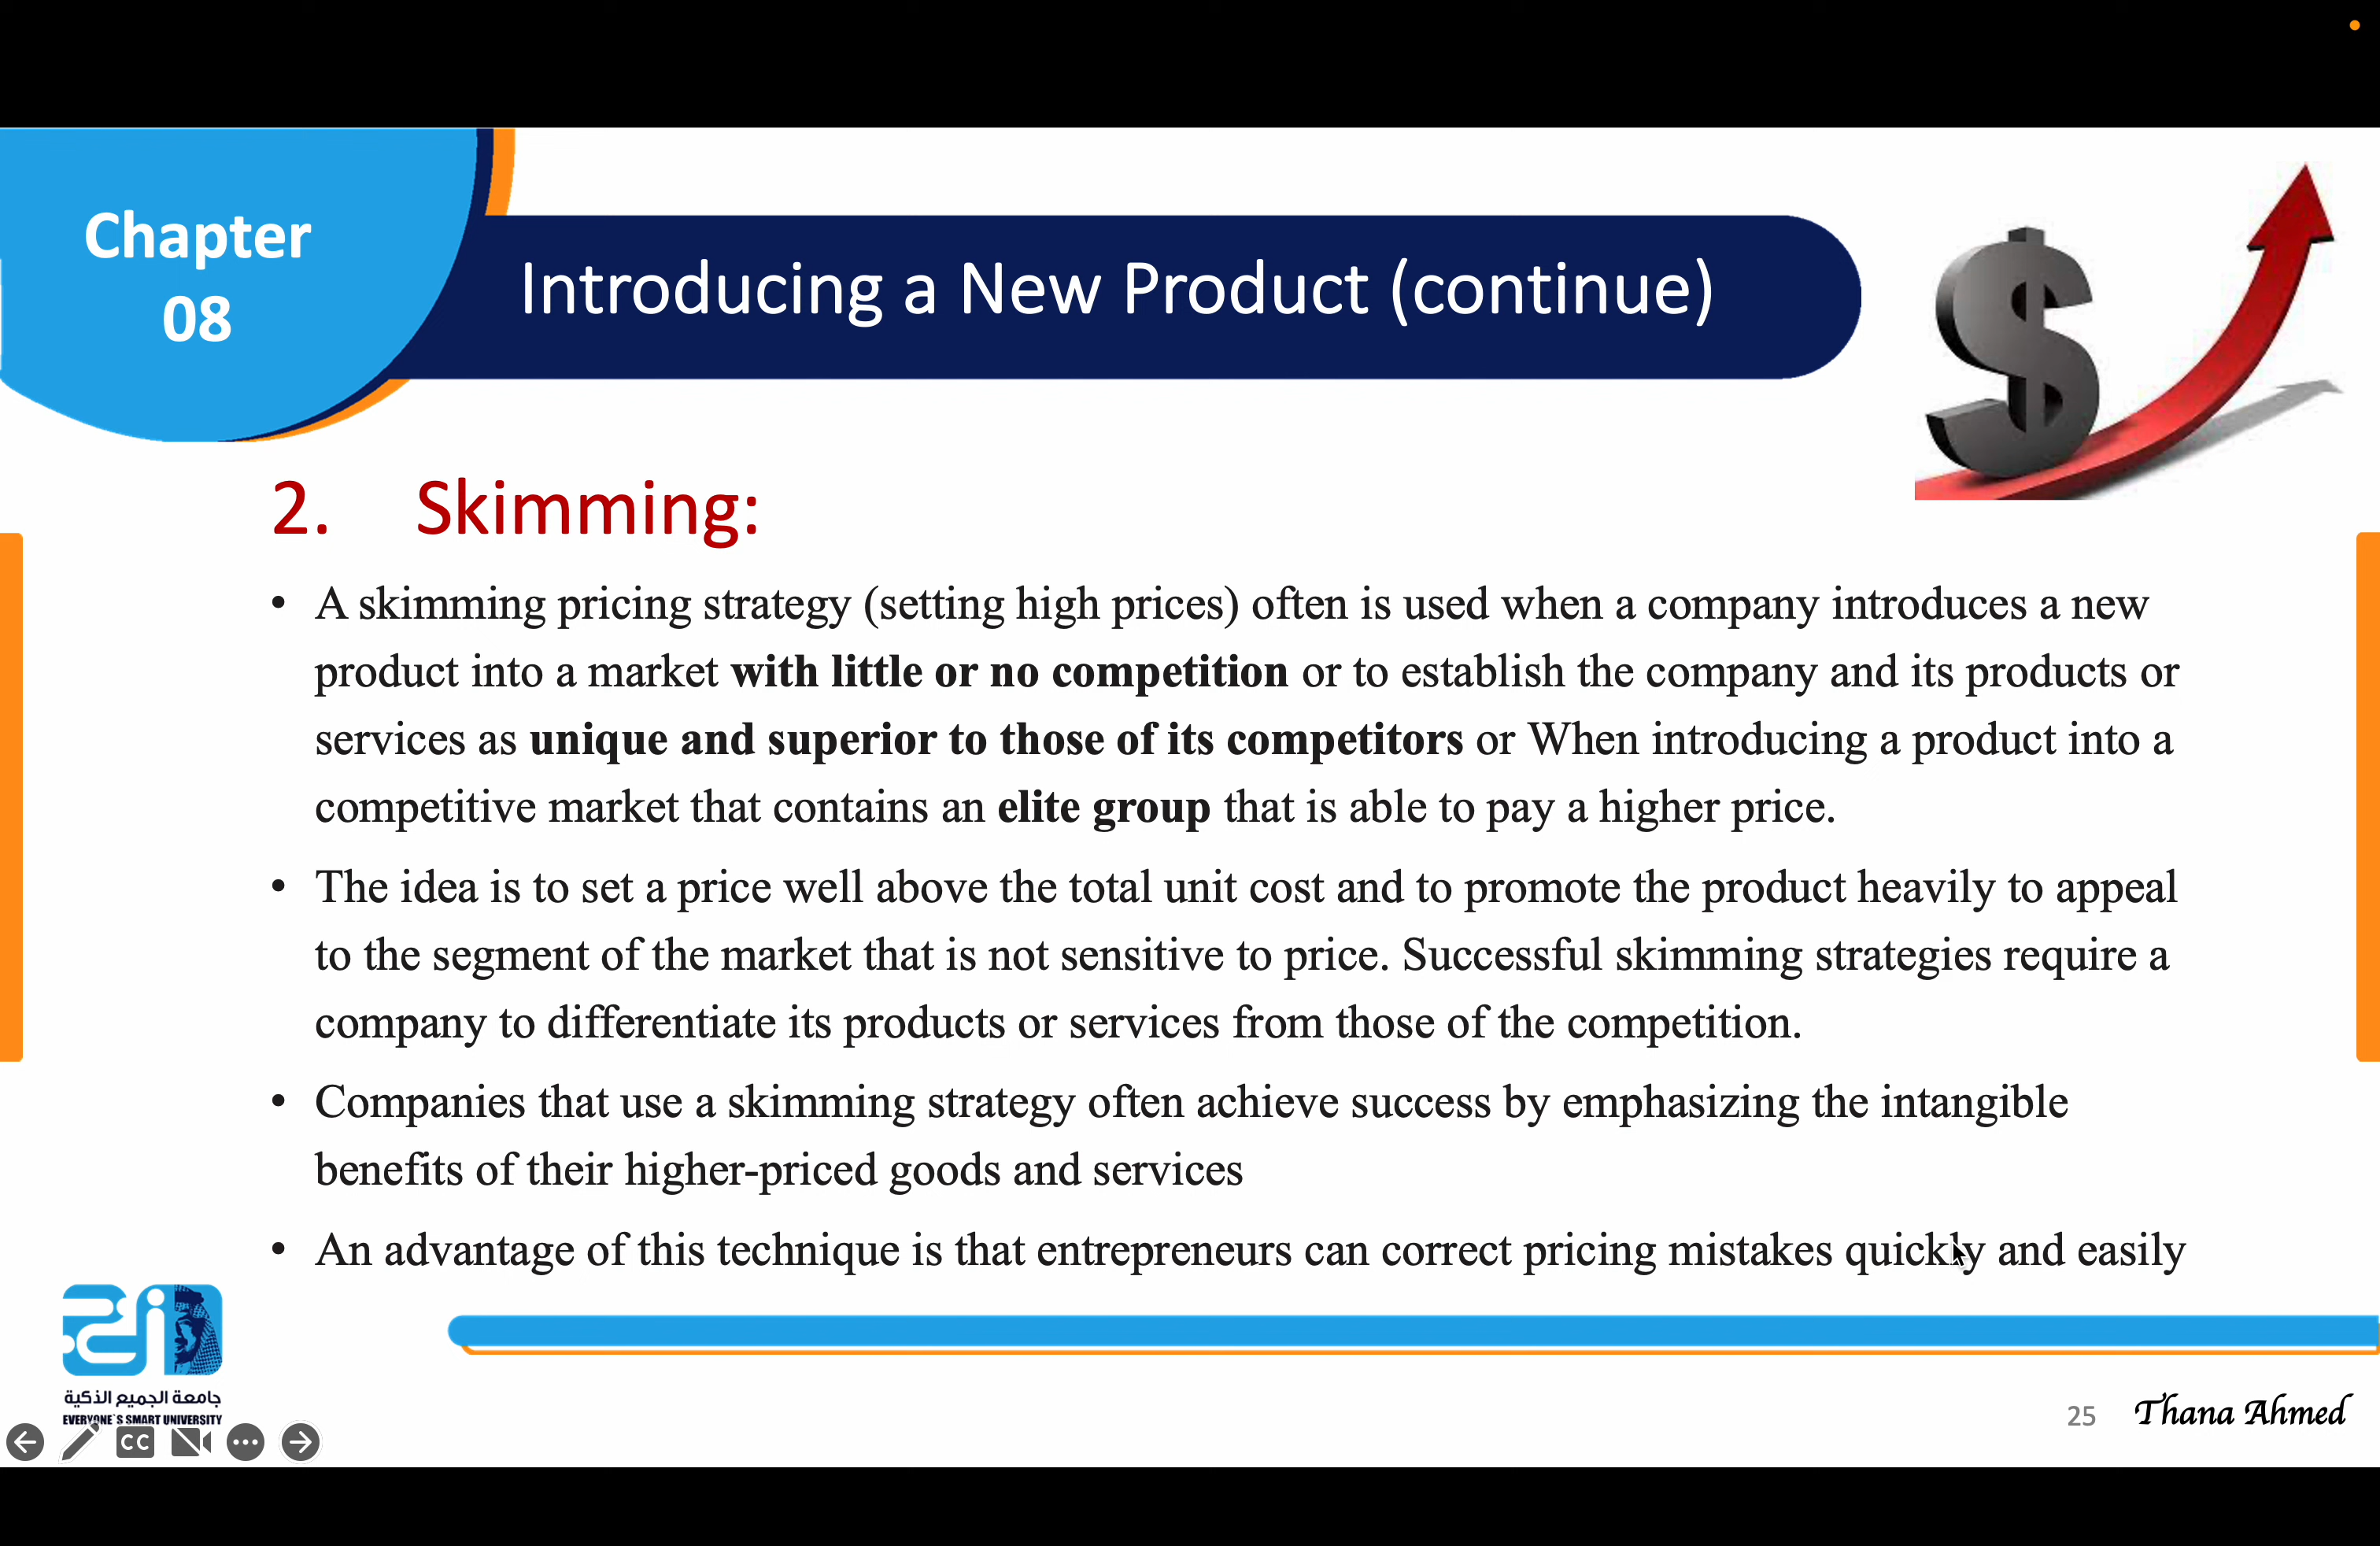 Chapter
08
Introducing a New Product (continue)
2. Skimming:
• A skimming pricing strategy (setting high prices) often is used when a company introduces a new
product into a market with little or no competition or to establish the company and its products or
services as unique and superior to those of its competitors or When introducing a product into a
competitive market that contains an elite group that is able to pay a higher price.
• The idea is to set a price well above the total unit cost and to promote the product heavily to appeal
to the segment of the market that is not sensitive to price. Successful skimming strategies require a
company to differentiate its products or services from those of the competition.
• Companies that use a skimming strategy often achieve success by emphasizing the intangible
benefits of their higher-priced goods and services
• An advantage of this technique is that entrepreneurs can correct pricing mistakes quickly and easily
جامعة الجميع الذكية
EVERYONE`S SMART UNIVERSITY
CC
25 Thana Ahmed